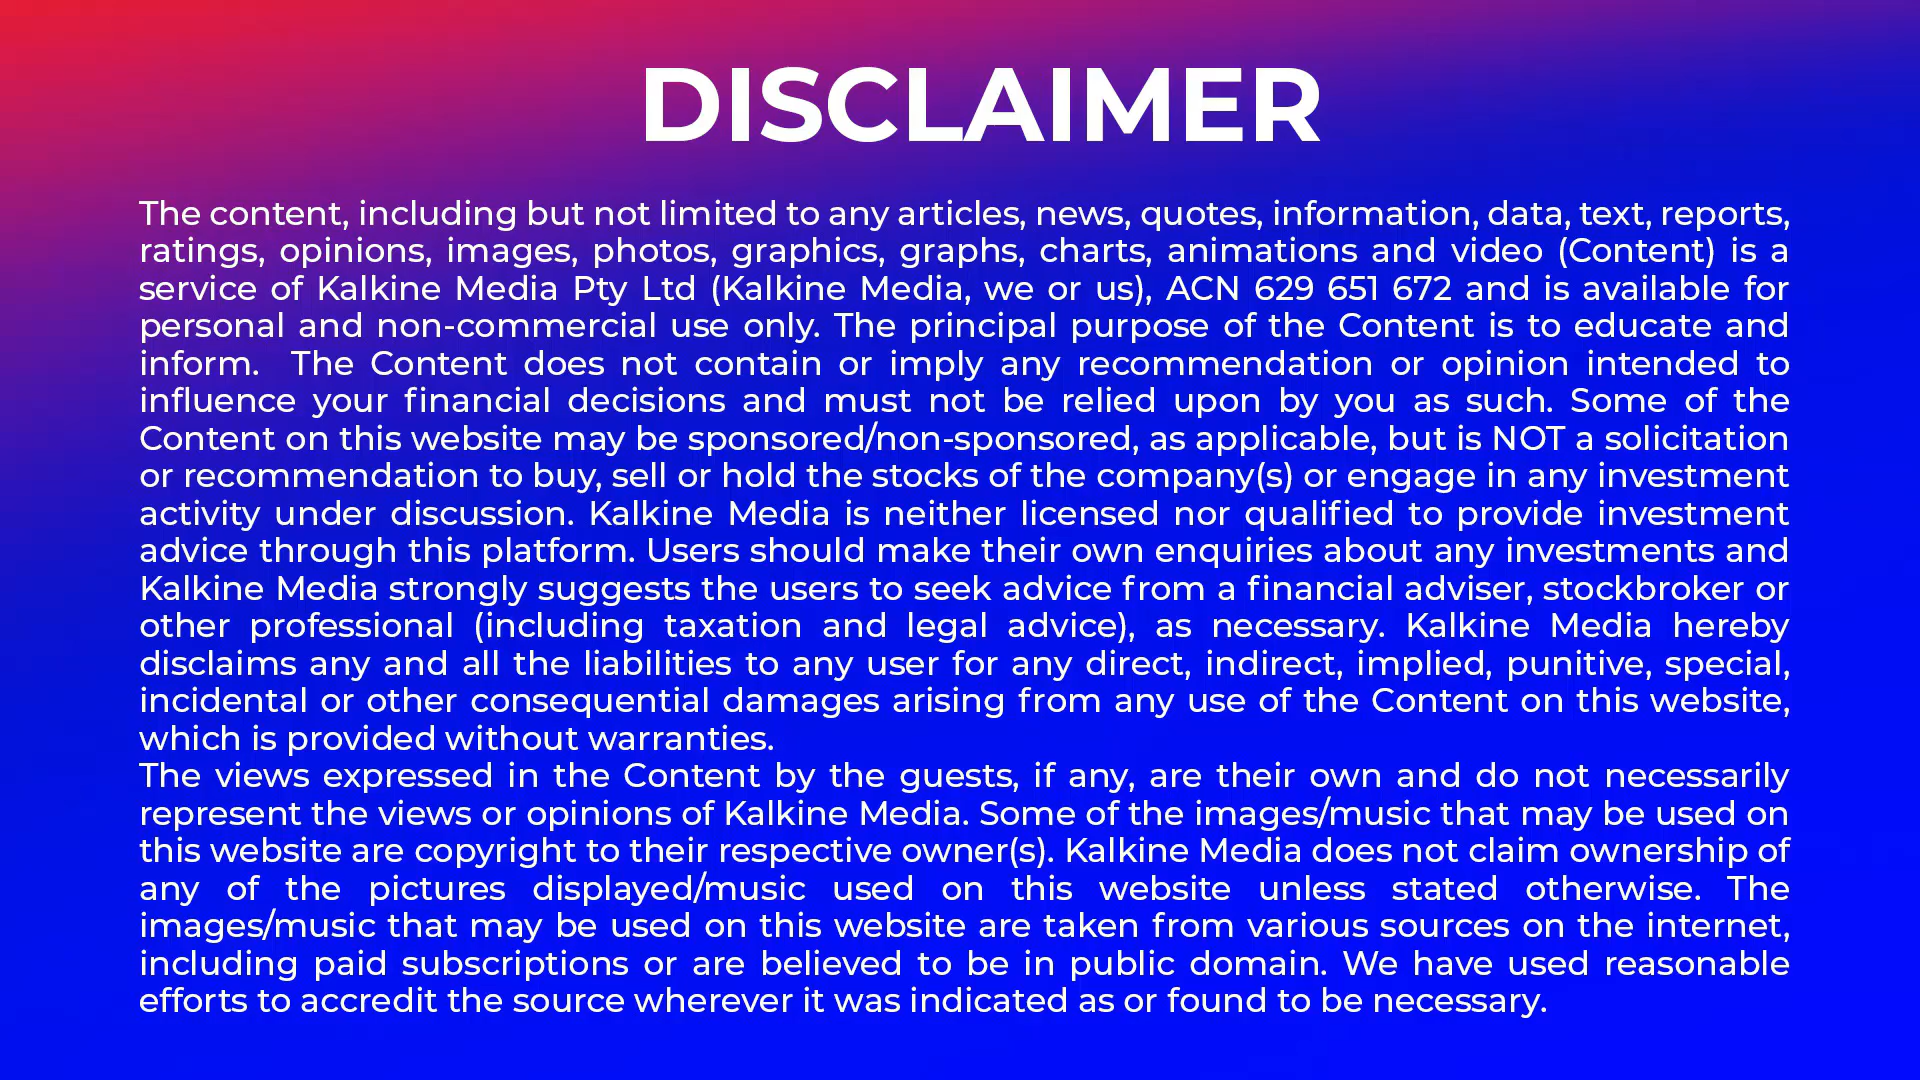 DISCLAIMER
The content, including but not limited to any articles, news, quotes, information, data, text, reports,
ratings, opinions, images, photos, graphics, graphs, charts, animations and video (Content) is a
service of Kalkine Media Pty Ltd (Kalkine Media, we or us), ACN 629 651 672 and is available for
personal and non-commercial use only. The principal purpose of the Content is to educate and
inform.  The Content does not contain or imply any recommendation or opinion intended to
influence your financial decisions and must not be relied upon by you as such. Some of the
Content on this website may be sponsored/non-sponsored, as applicable, but is NOT a solicitation
or recommendation to buy, sell or hold the stocks of the company(s) or engage in any investment
activity under discussion. Kalkine Media is neither licensed nor qualified to provide investment
advice through this platform. Users should make their own enquiries about any investments and
Kalkine Media strongly suggests the users to seek advice from a financial adviser, stockbroker or
other professional (including taxation and legal advice), as necessary. Kalkine Media hereby
disclaims any and all the liabilities to any user for any direct, indirect, implied, punitive, special,
incidental or other consequential damages arising from any use of the Content on this website,
which is provided without warranties.
The views expressed in the Content by the guests, if any, are their own and do not necessarily
represent the views or opinions of Kalkine Media. Some of the images/music that may be used on
this website are copyright to their respective owner(s). Kalkine Media does not claim ownership of
any of the pictures displayed/music used on this website unless stated otherwise. The
images/music that may be used on this website are taken from various sources on the internet,
including paid subscriptions or are believed to be in public domain. We have used reasonable
efforts to accredit the source wherever it was indicated as or found to be necessary.